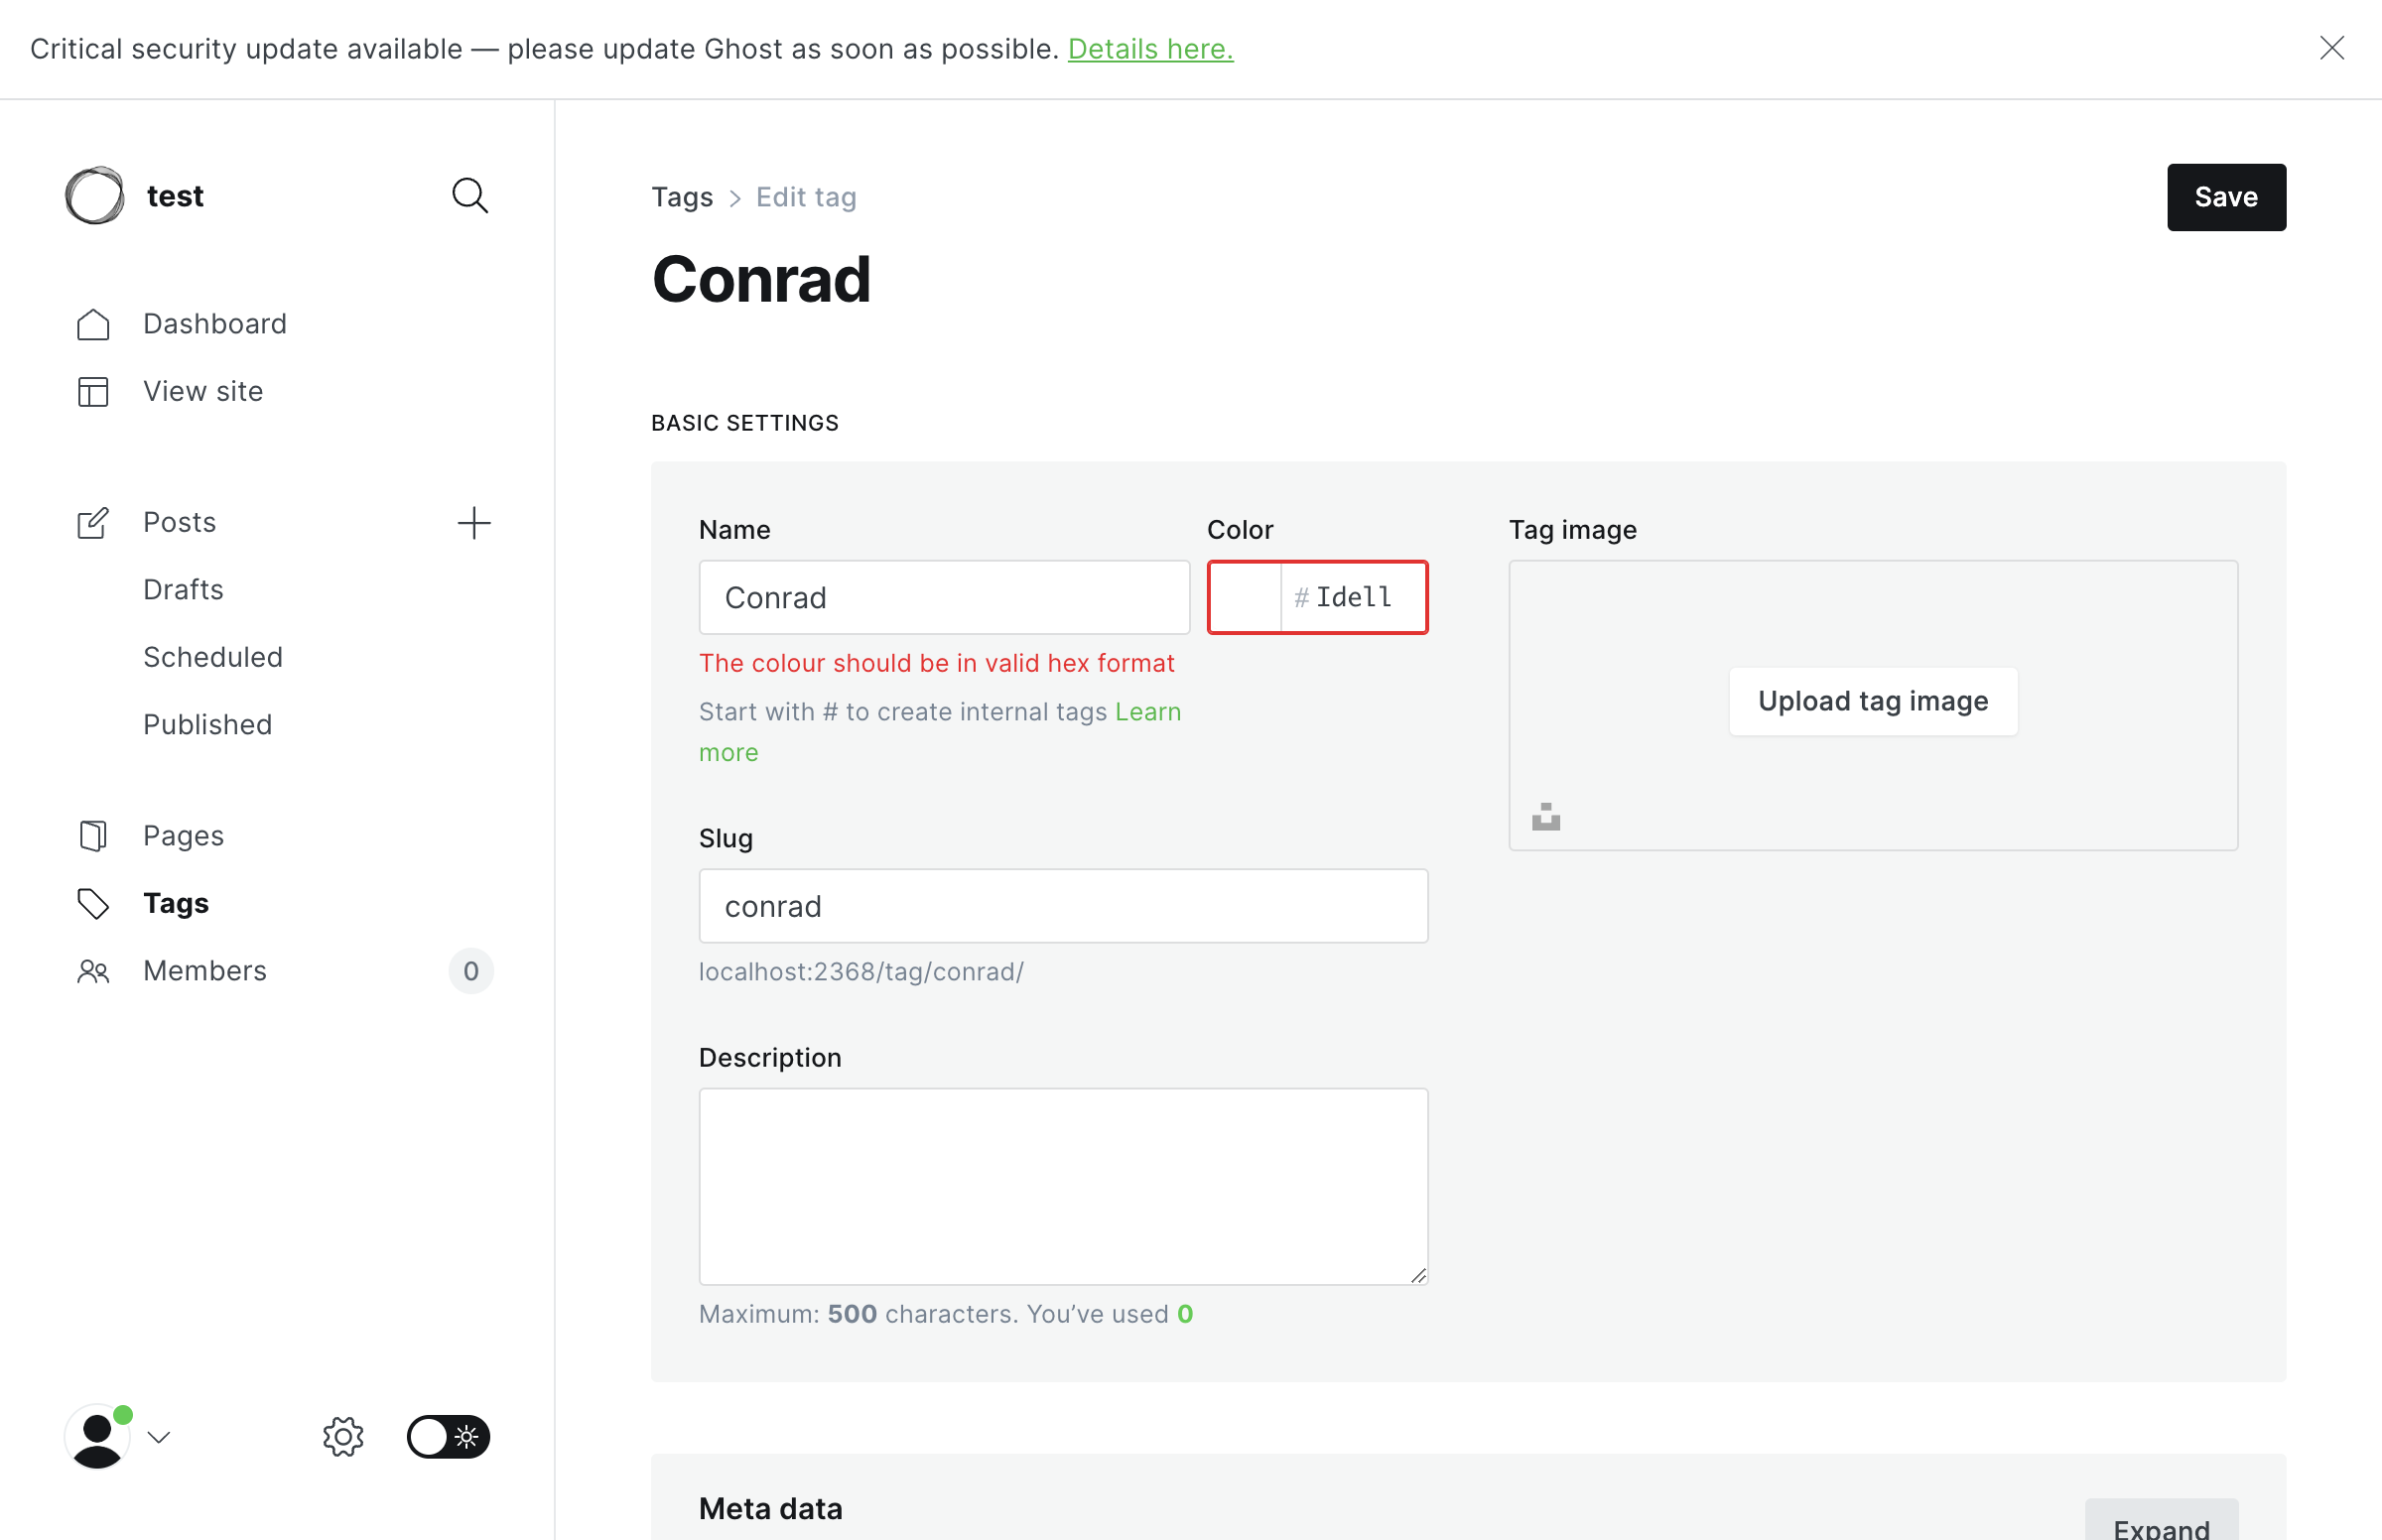 Critical security update available — please update Ghost as soon as possible. Details here.
test
Dashboard
View site
Posts
Drafts
Scheduled
Published
Pages
Tags
Members 0
Tags > Edit tag
Save
Conrad
BASIC SETTINGS
Name
Conrad
Color
# Idell
The colour should be in valid hex format
Start with # to create internal tags Learn
more
Slug
conrad
localhost:2368/tag/conrad/
Description
Maximum: 500 characters. You’ve used 0
Tag image
Upload tag image
Meta data
Expand